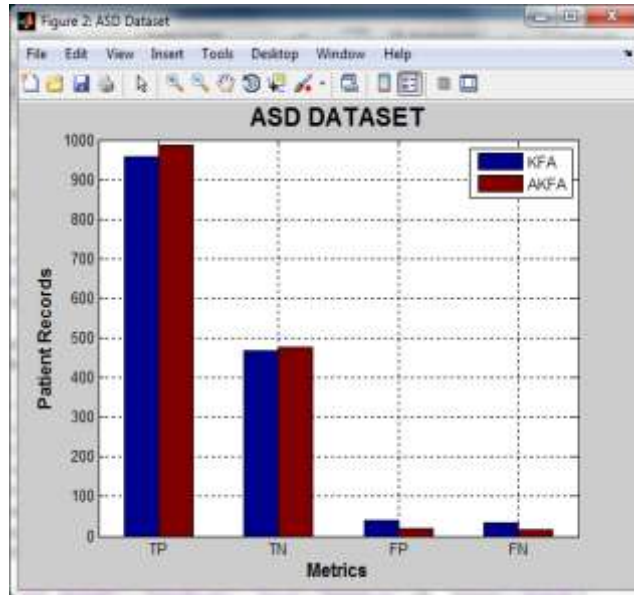 Figure 2: ASD Dataset
File Edit View Insert Tools Desktop Window Help
ASD DATASET
KFA
AKFA
Patient Records
1000
900
800
700
600
500
400
300
200
100
0
TP TN FP FN
Metrics